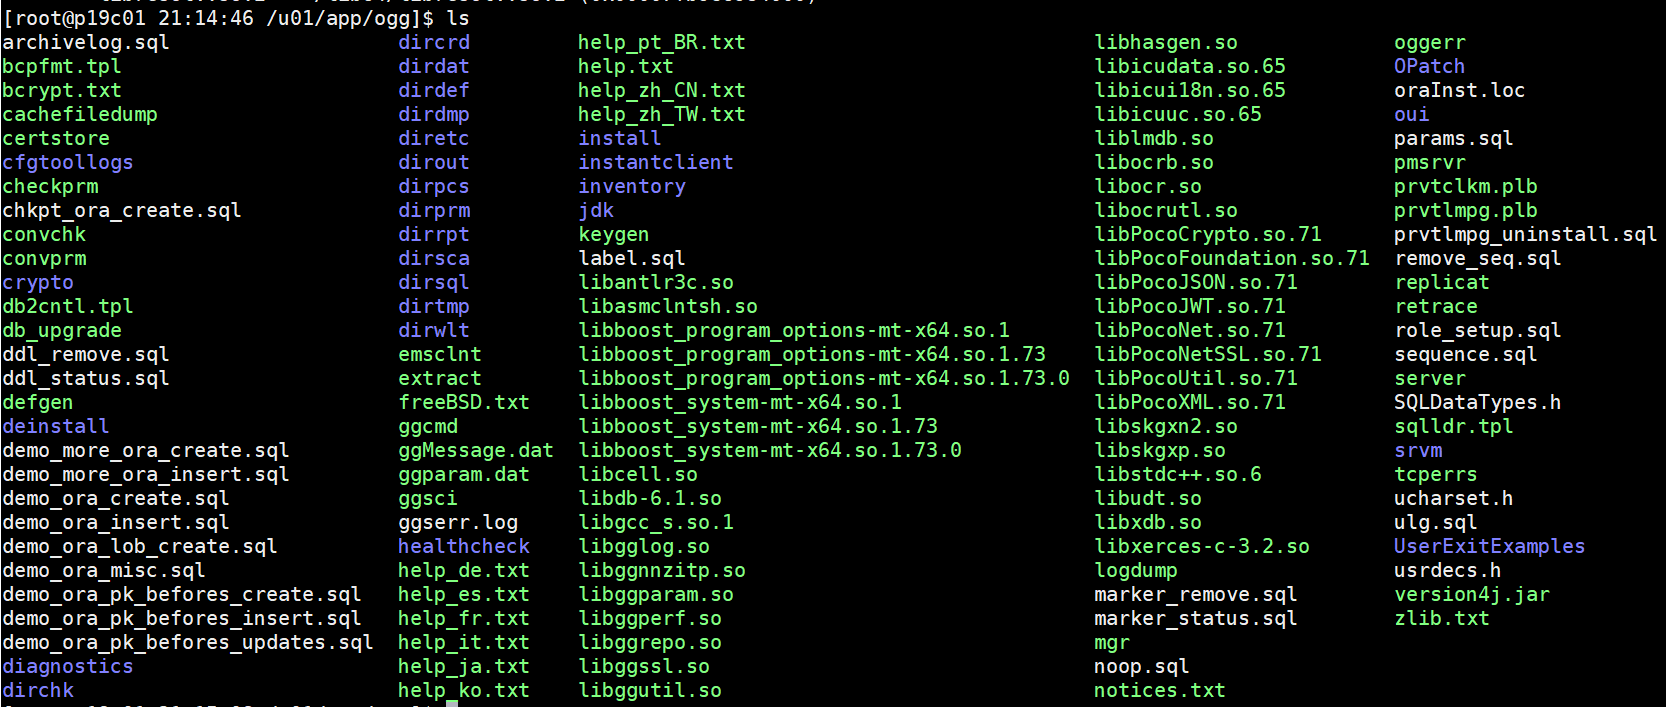 [root@p19c01 21:14:46 /u01/app/ogg]$ ls
archivelog.sql dircrd help_pt_BR.txt libhasgen.so oggerr
bcpfmt.tpl dirdat help.txt libicudata.so.65 OPatch
bcrypt.txt dirdef help_zh_CN.txt libicui18n.so.65 oraInst.loc
cachefiledump dirdmp help_zh_TW.txt libicuuc.so.65 oui
certstore diretc install liblmdb.so params.sql
cfgtoollogs dirout instantclient libocrb.so pmsrvr
checkprm dirpcs inventory libocr.so prvtclkm.plb
chkpt_ora_create.sql dirprm jdk libocrutl.so prvtlmpg.plb
convchk dirrpt keygen libPocoCrypto.so.71 prvtlmpg_uninstall.sql
convprm dirsca label.sql libPocoFoundation.so.71 remove_seq.sql
crypto dirsql libantlr3c.so libPocoJSON.so.71 replicat
db2cntl.tpl dirtmp libasmclntsh.so libPocoJWT.so.71 retrace
db_upgrade dirwlt libboost_program_options-mt-x64.so.1 libPocoNet.so.71 role_setup.sql
ddl_remove.sql emsclnt libboost_program_options-mt-x64.so.1.73 libPocoNetSSL.so.71 sequence.sql
ddl_status.sql extract libboost_program_options-mt-x64.so.1.73.0 libPocoUtil.so.71 server
defgen freeBSD.txt libboost_system-mt-x64.so.1 libPocoXML.so.71 SQLDataTypes.h
deinstall ggcmd libboost_system-mt-x64.so.1.73 libskgxn2.so sqlldr.tpl
demo_more_ora_create.sql ggMessage.dat libboost_system-mt-x64.so.1.73.0 libskgxp.so srvm
demo_more_ora_insert.sql ggparam.dat libcell.so libstdc++.so.6 tcperrs
demo_ora_create.sql ggsci libdb-6.1.so libudt.so ucharset.h
demo_ora_insert.sql ggserr.log libgcc_s.so.1 libxdb.so ulg.sql
demo_ora_lob_create.sql healthcheck libgglog.so libxerces-c-3.2.so UserExitExamples
demo_ora_misc.sql help_de.txt libggnnzitp.so logdump usrdecs.h
demo_ora_pk_befores_create.sql help_es.txt libggparam.so marker_remove.sql version4j.jar
demo_ora_pk_befores_insert.sql help_fr.txt libggperf.so marker_status.sql zlib.txt
demo_ora_pk_befores_updates.sql help_it.txt libggrepo.so mgr
diagnostics help_ja.txt libggssl.so noop.sql
dirchk help_ko.txt libggutil.so notices.txt